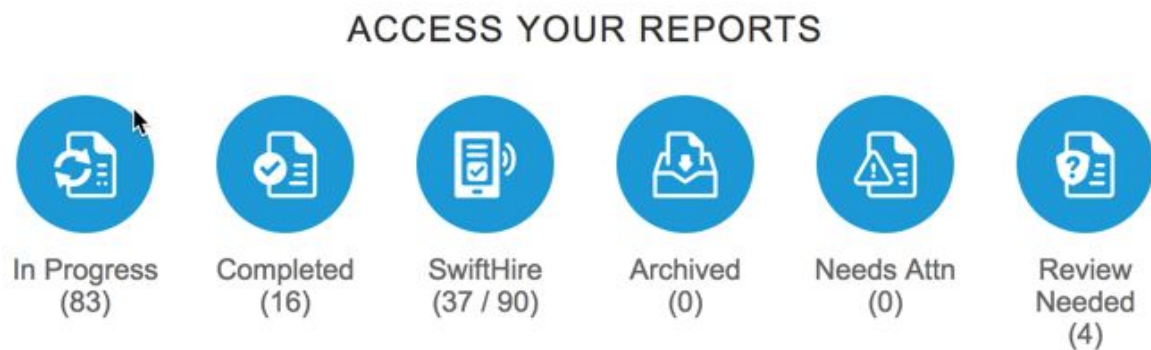 ACCESS YOUR REPORTS
In Progress
(83)
Completed
(16)
SwiftHire
(37 / 90)
Archived
(0)
Needs Attn
(0)
Review
Needed
(4)